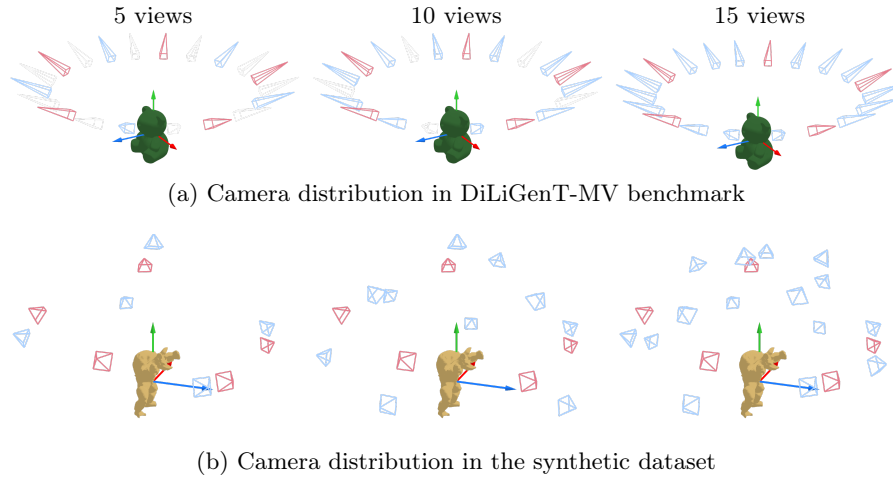 5 views
10 views
15 views
(a) Camera distribution in DiLiGenT-MV benchmark
(b) Camera distribution in the synthetic dataset